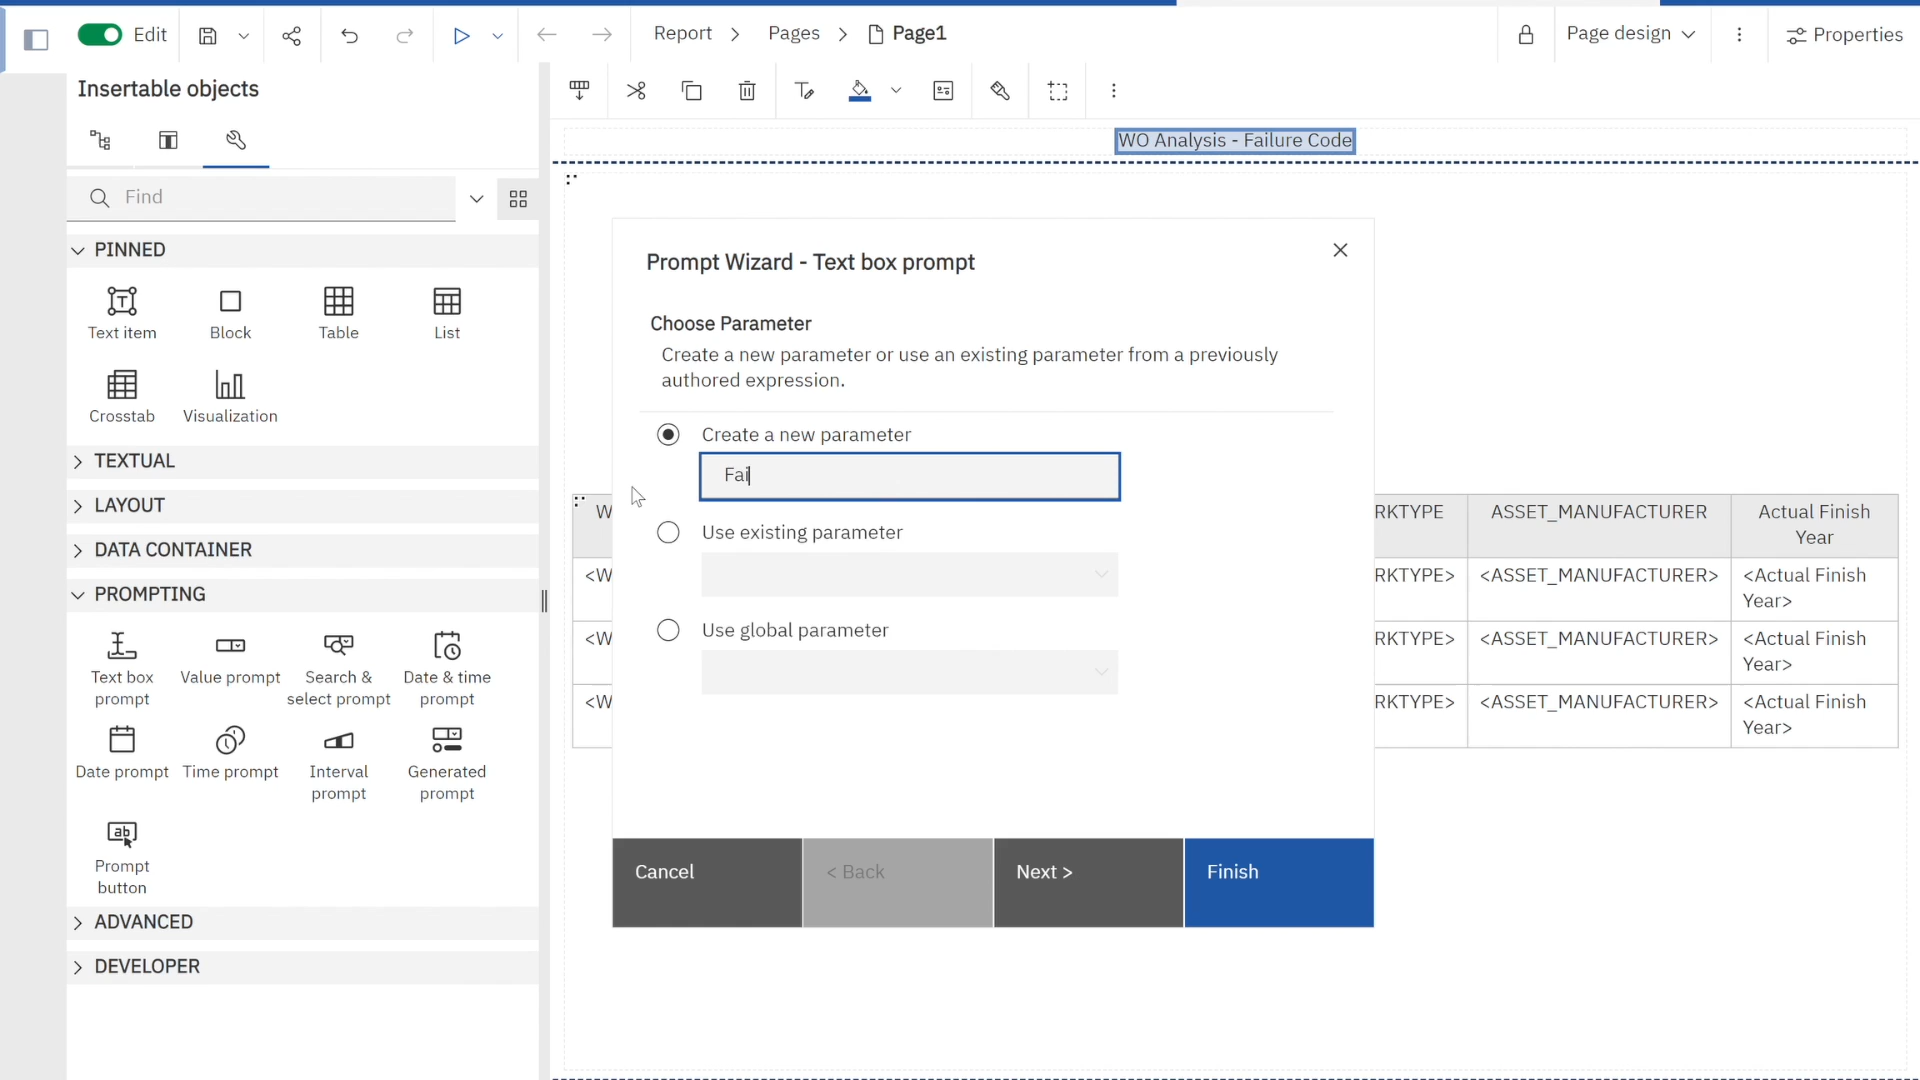 Edit
Report
Pages
Page1
Page design
Properties
Insertable objects
WO Analysis - Failure Code
Find
PINNED
Text item
Block
Table
List
Crosstab
Visualization
TEXTUAL
LAYOUT
DATA CONTAINER
PROMPTING
Text box
prompt
Value prompt
Search &
select prompt
Date & time
prompt
Date prompt
Time prompt
Interval
prompt
Generated
prompt
Prompt
button
ADVANCED
DEVELOPER
Prompt Wizard - Text box prompt
Choose Parameter
Create a new parameter or use an existing parameter from a previously
authored expression.
Create a new parameter
Fai
Use existing parameter
Use global parameter
Cancel
< Back
Next >
Finish
W RKTYPE ASSET_MANUFACTURER Actual Finish
Year
<W RKTYPE> <ASSET_MANUFACTURER> <Actual Finish
Year>
<W RKTYPE> <ASSET_MANUFACTURER> <Actual Finish
Year>
<W RKTYPE> <ASSET_MANUFACTURER> <Actual Finish
Year>